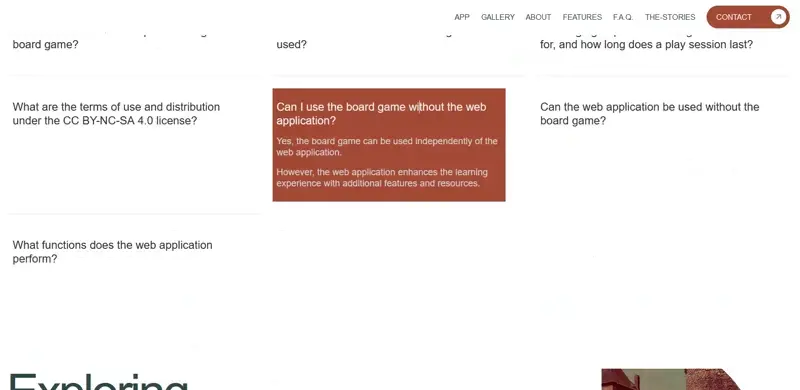 APP GALLERY ABOUT FEATURES F.A.Q. THE-STORIES CONTACT
board game?
used?
for, and how long does a play session last?
What are the terms of use and distribution
under the CC BY-NC-SA 4.0 license?
Can I use the board game without the web
application?
Yes, the board game can be used independently of the
web application.
However, the web application enhances the learning
experience with additional features and resources.
Can the web application be used without the
board game?
What functions does the web application
perform?
Exploring